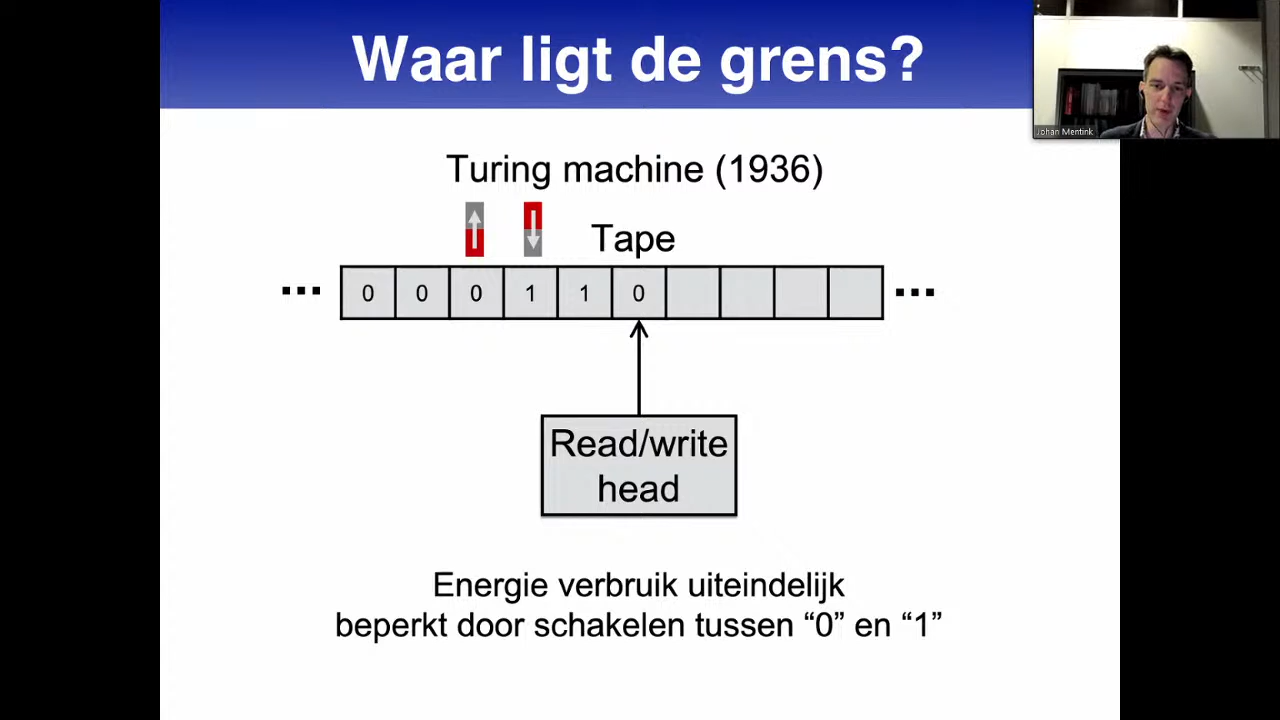 Waar ligt de grens?
Johan Mentink
Turing machine (1936)
Tape
... 0 0 0 1 1 0 ...
Read/write
head
Energie verbruik uiteindelijk
beperkt door schakelen tussen “0” en “1”